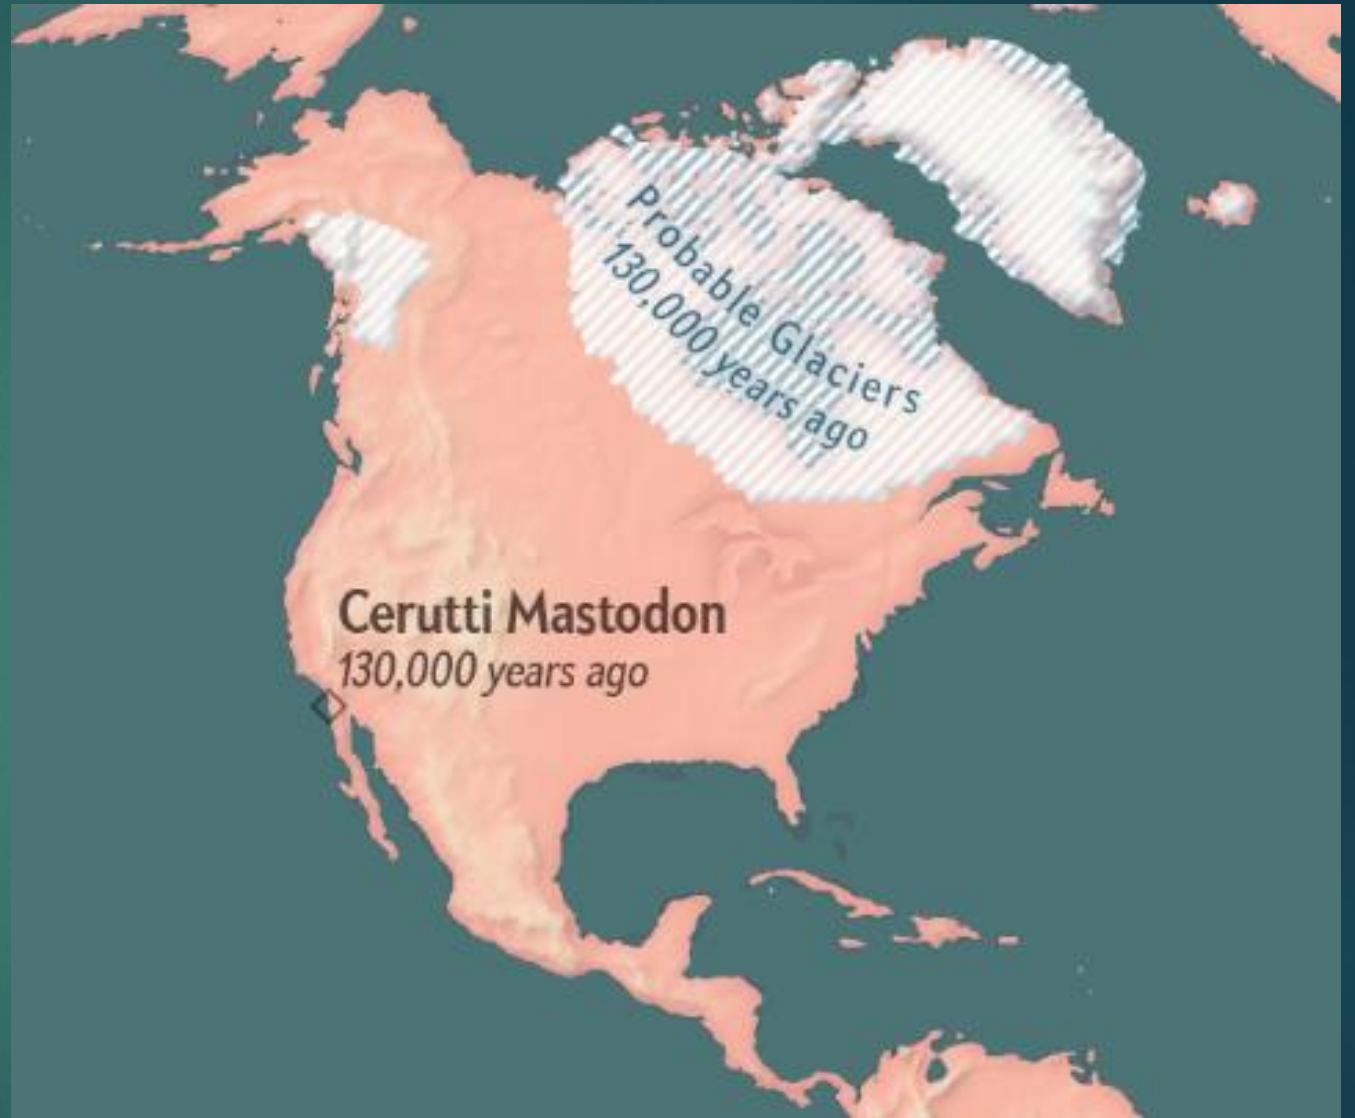 Probable Glaciers
130,000 years ago
Cerutti Mastodon
130,000 years ago